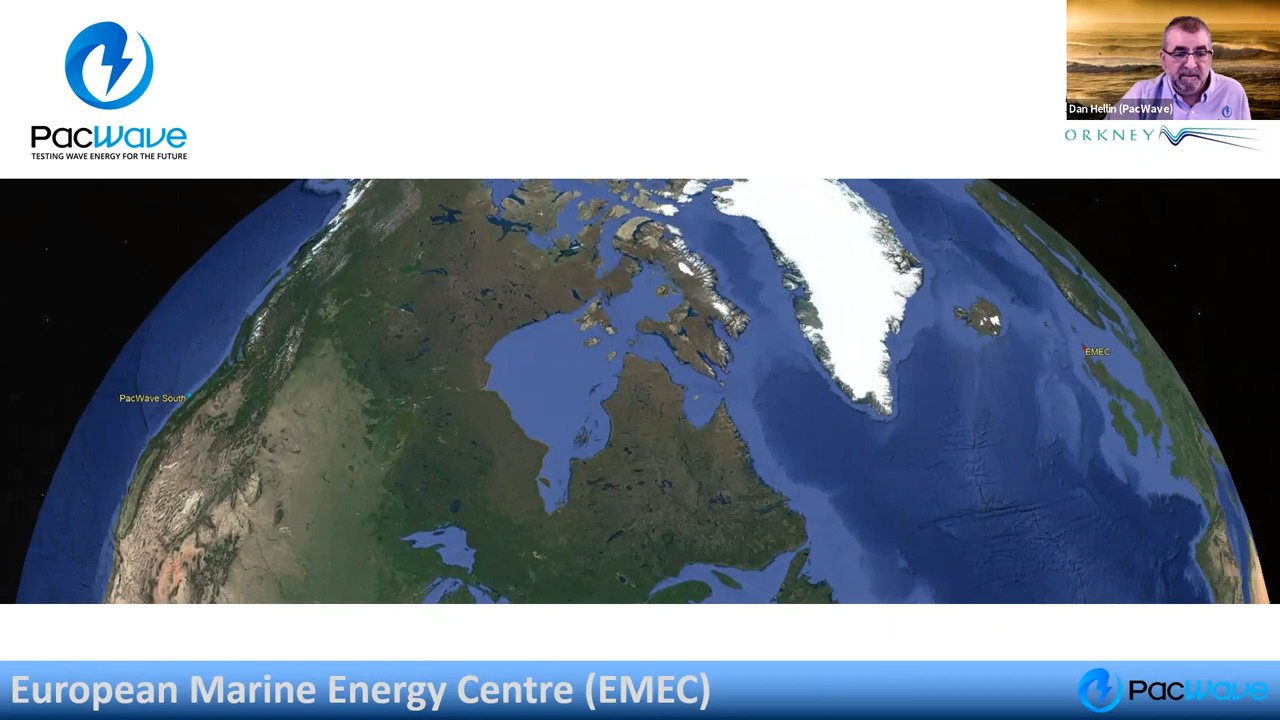 PacWave
TESTING WAVE ENERGY FOR THE FUTURE
Dan Hellin (PacWave)
ORKNEY
EMEC
PacWave South
European Marine Energy Centre (EMEC)
PacWave